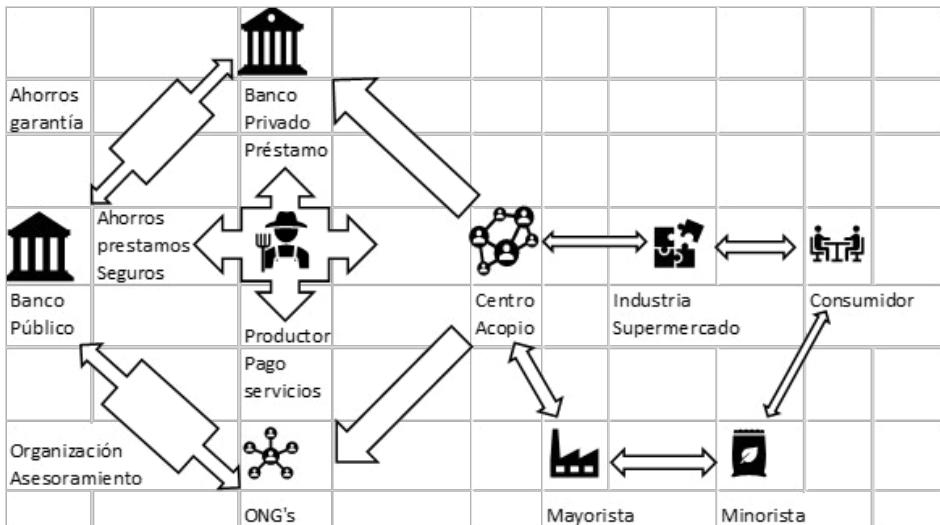 Ahorros
garantía
Banco
Privado
Préstamo
Ahorros
prestamos
Seguros
Banco
Público
Productor
Pago
servicios
Centro
Acopio
Industria
Supermercado
Consumidor
Organización
Asesoramiento
ONG's
Mayorista
Minorista